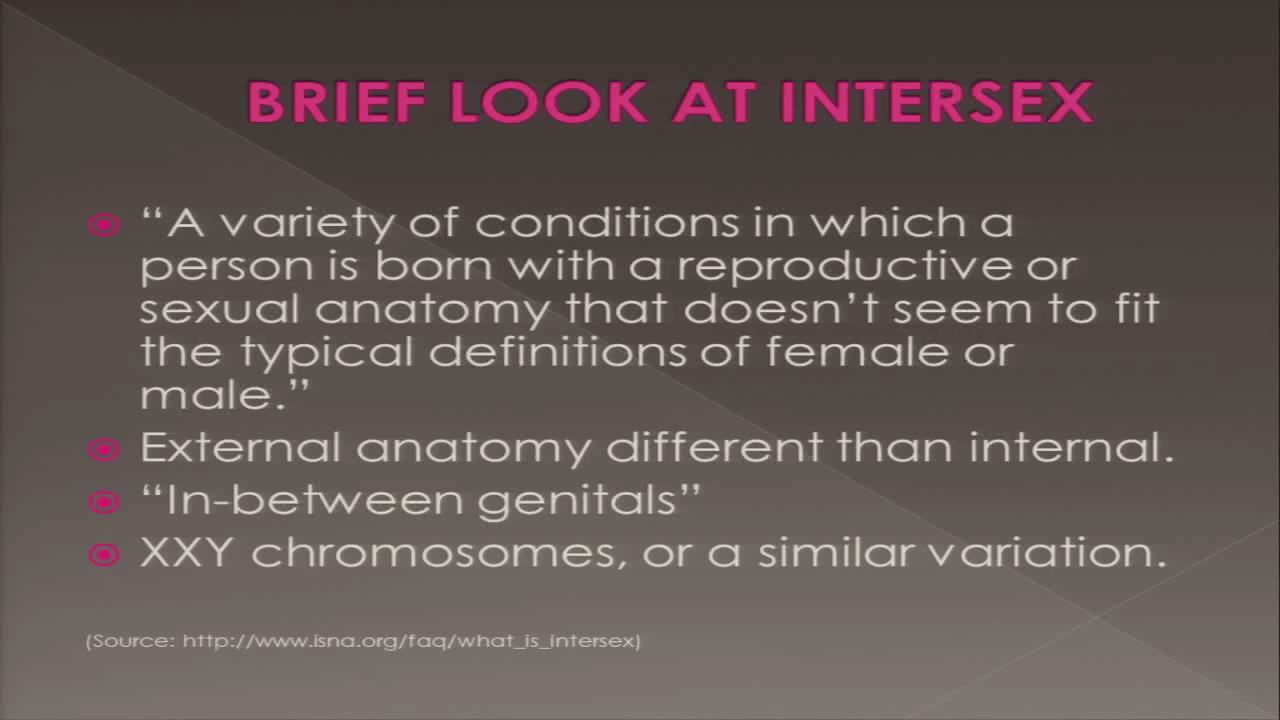 BRIEF LOOK AT INTERSEX
“A variety of conditions in which a
person is born with a reproductive or
sexual anatomy that doesn’t seem to fit
the typical definitions of female or
male.”
External anatomy different than internal.
“In-between genitals”
XXY chromosomes, or a similar variation.
(Source: http://www.isna.org/faq/what_is_intersex)